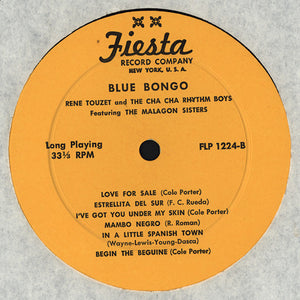 Fiesta
RECORD COMPANY
NEW YORK, U. S. A.
BLUE BONGO
RENE TOUZET and THE CHA CHA RHYTHM BOYS
Featuring THE MALAGON SISTERS
Long Playing
33⅓ RPM
FLP 1224-B
LOVE FOR SALE (Cole Porter)
ESTRELLITA DEL SUR (F. C. Rueda)
I'VE GOT YOU UNDER MY SKIN (Cole Porter)
MAMBO NEGRO (R. Roman)
IN A LITTLE SPANISH TOWN
(Wayne-Lewis-Young-Dasca)
BEGIN THE BEGUINE (Cole Porter)